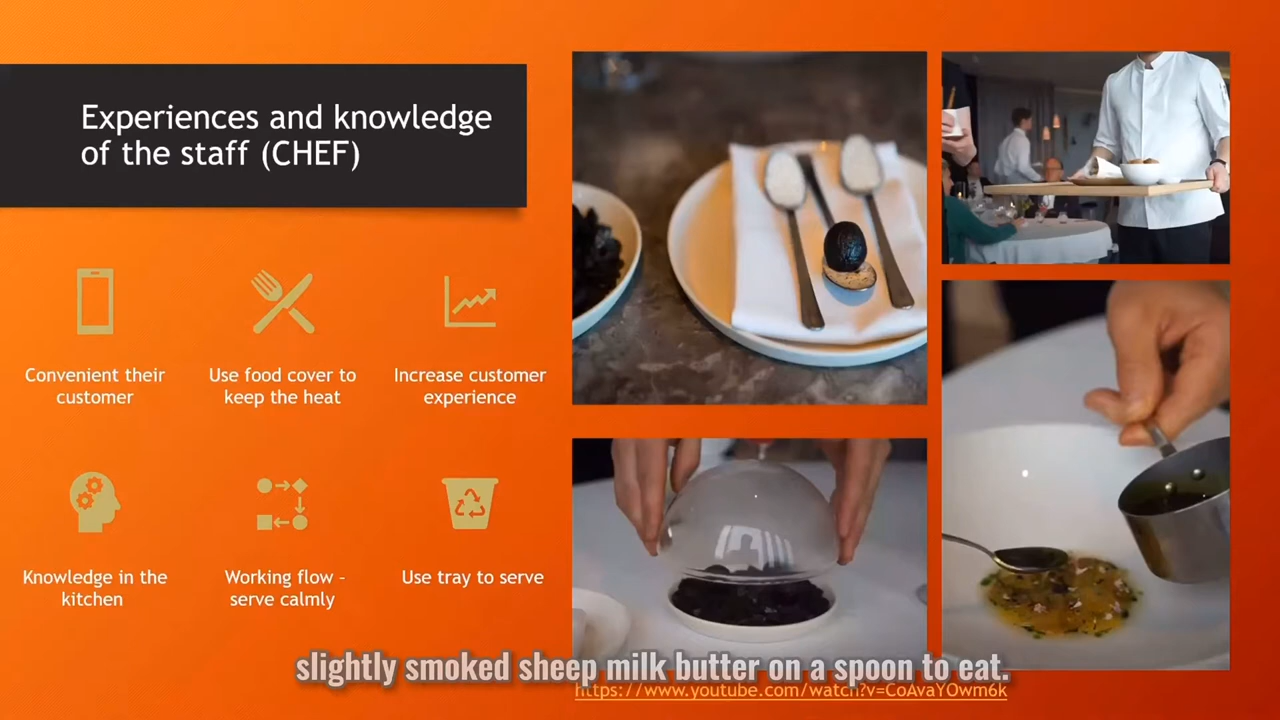 Experiences and knowledge
of the staff (CHEF)
Convenient their
customer
Use food cover to
keep the heat
Increase customer
experience
Knowledge in the
kitchen
Working flow -
serve calmly
Use tray to serve
slightly smoked sheep milk butter on a spoon to eat.
https://www.youtube.com/watch?v=CoAvaYOwm6k